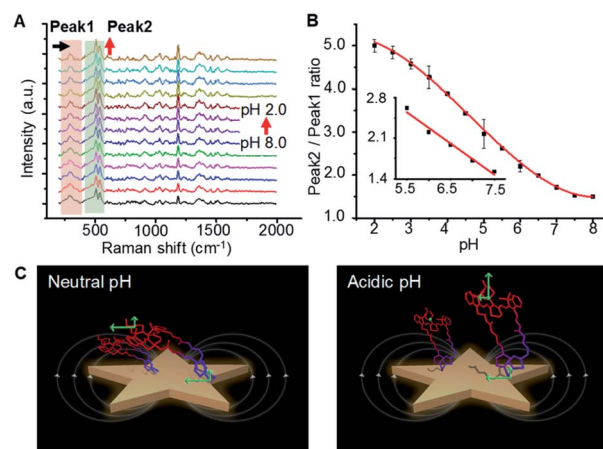 A
Peak1 Peak2
Intensity (a.u.)
pH 2.0
pH 8.0
500 1000 1500 2000
Raman shift (cm⁻¹)
B
Peak2 / Peak1 ratio
5.0
4.0
3.0
2.0
1.0
2.8
2.1
1.4
5.5 6.5 7.5
2 3 4 5 6 7 8
pH
C
Neutral pH
Acidic pH